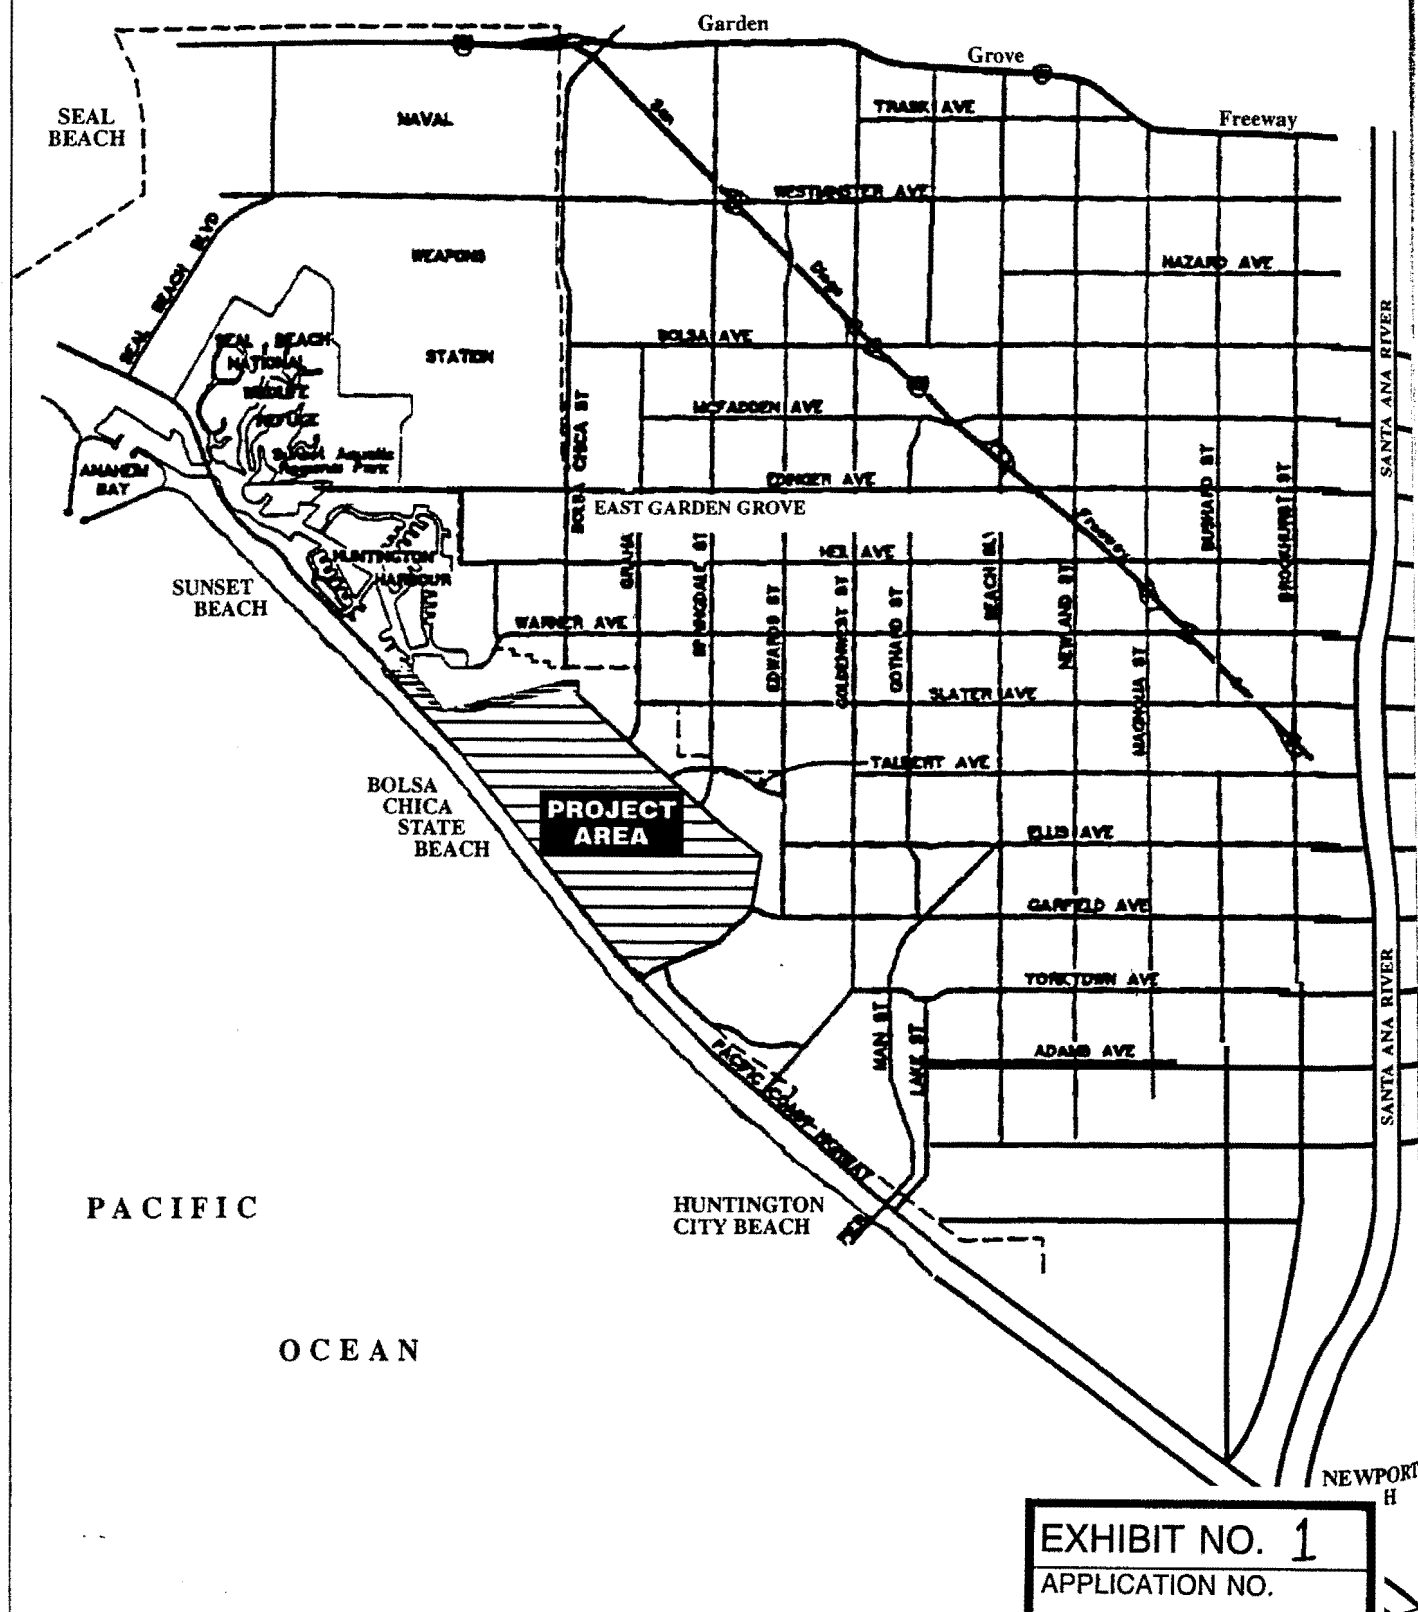 Garden
Grove
Freeway
SEAL
BEACH
NAVAL
TRASK AVE
San
WESTMINSTER AVE
SEAL BEACH BLVD
WEAPONS
Diego
HAZARD AVE
SEAL BEACH
NATIONAL
WILDLIFE
REFUGE
STATION
BOLSA AVE
SANTA ANA RIVER
MCFADDEN AVE
BOLSA CHICA ST
Sunset Aquatic
Regional Park
ANAHEIM
BAY
EDINGER AVE
EAST GARDEN GROVE
BUSHARD ST
BROOKHURST ST
Freeway
HUNTINGTON
HARBOUR
HEIL AVE
GRAHA
SPRINGDALE ST
EDWARDS ST
GOLDENWEST ST
GOTHARD ST
NEWLAND ST
MAGNOLIA ST
SUNSET
BEACH
WARNER AVE
SLATER AVE
TALBERT AVE
BOLSA
CHICA
STATE
BEACH
PROJECT
AREA
ELLIS AVE
GARFIELD AVE
YORKTOWN AVE
MAIN ST
LAKE ST
ADAMS AVE
SANTA ANA RIVER
PACIFIC COAST HIGHWAY
PACIFIC
OCEAN
HUNTINGTON
CITY BEACH
NEWPORT
H
EXHIBIT NO. 1
APPLICATION NO.